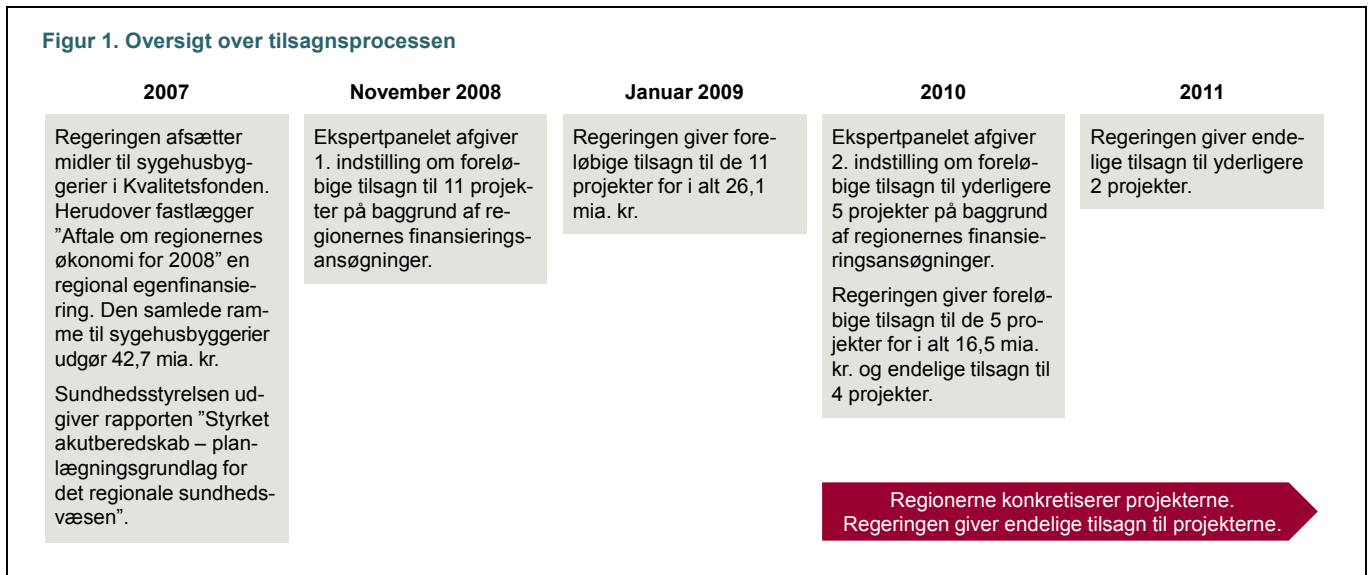 Figur 1. Oversigt over tilsagnsprocessen
2007
Regeringen afsætter
midler til sygehusbyg-
gerier i Kvalitetsfonden.
Herudover fastlægger
”Aftale om regionernes
økonomi for 2008” en
regional egenfinansie-
ring. Den samlede ram-
me til sygehusbyggerier
udgør 42,7 mia. kr.
Sundhedsstyrelsen ud-
giver rapporten ”Styrket
akutberedskab – plan-
lægningsgrundlag for
det regionale sundheds-
væsen”.
November 2008
Ekspertpanelet afgiver
1. indstilling om foreløb-
bige tilsagn til 11 projek-
ter på baggrund af re-
gionernes finansierings-
ansøgninger.
Januar 2009
Regeringen giver fore-
løbige tilsagn til de 11
projekter for i alt 26,1
mia. kr.
2010
Ekspertpanelet afgiver
2. indstilling om forelø-
bige tilsagn til yderligere
5 projekter på baggrund
af regionernes finansie-
ringsansøgninger.
Regeringen giver forelø-
bige tilsagn til de 5 pro-
jekter for i alt 16,5 mia.
kr. og endelige tilsagn til
4 projekter.
2011
Regeringen giver ende-
lige tilsagn til yderligere
2 projekter.
Regionerne konkretiserer projekterne.
Regeringen giver endelige tilsagn til projekterne.